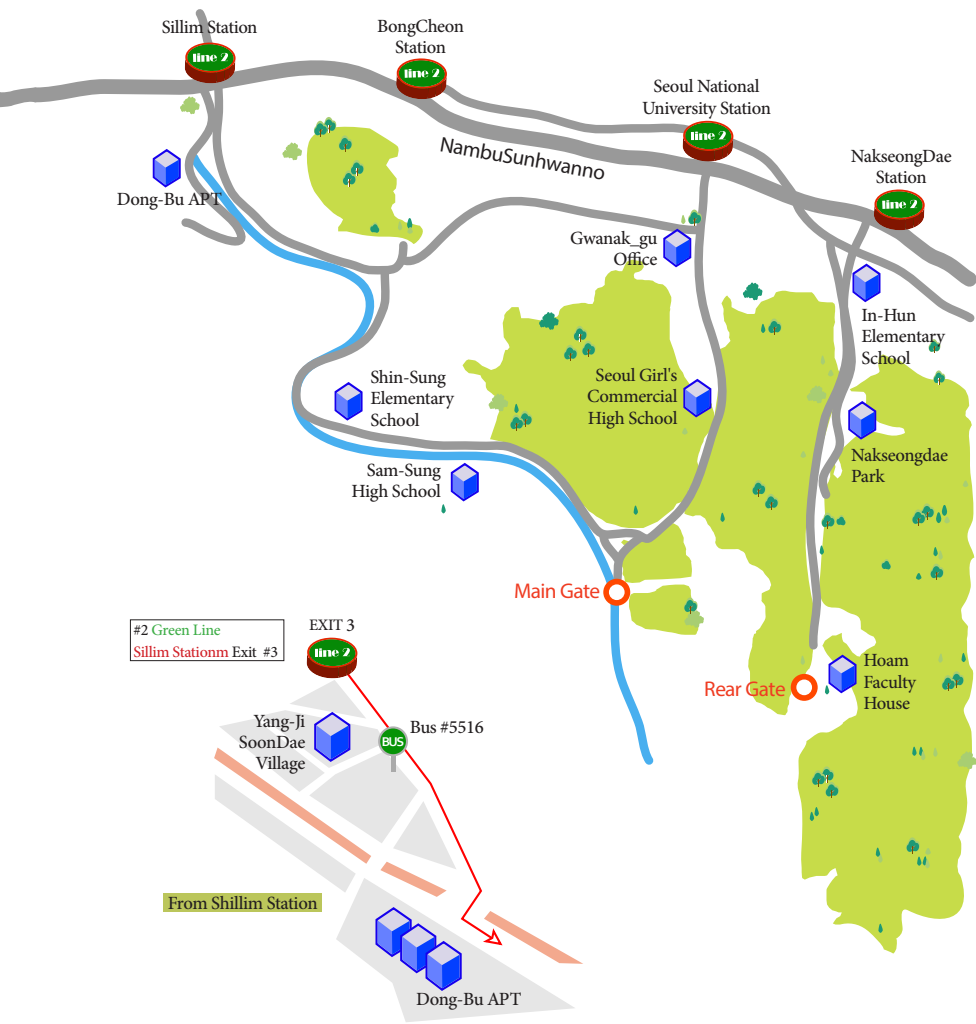 Sillim Station
line 2
BongCheon
Station
line 2
Seoul National
University Station
line 2
NambuSunhwanno
NakseongDae
Station
line 2
Dong-Bu APT
Gwanak_gu
Office
In-Hun
Elementary
School
Shin-Sung
Elementary
School
Seoul Girl's
Commercial
High School
Nakseongdae
Park
Sam-Sung
High School
Main Gate
Hoam
Faculty
House
Rear Gate
#2 Green Line
Sillim Stationm Exit #3
EXIT 3
line 2
Yang-Ji
SoonDae
Village
BUS
Bus #5516
From Shillim Station
Dong-Bu APT